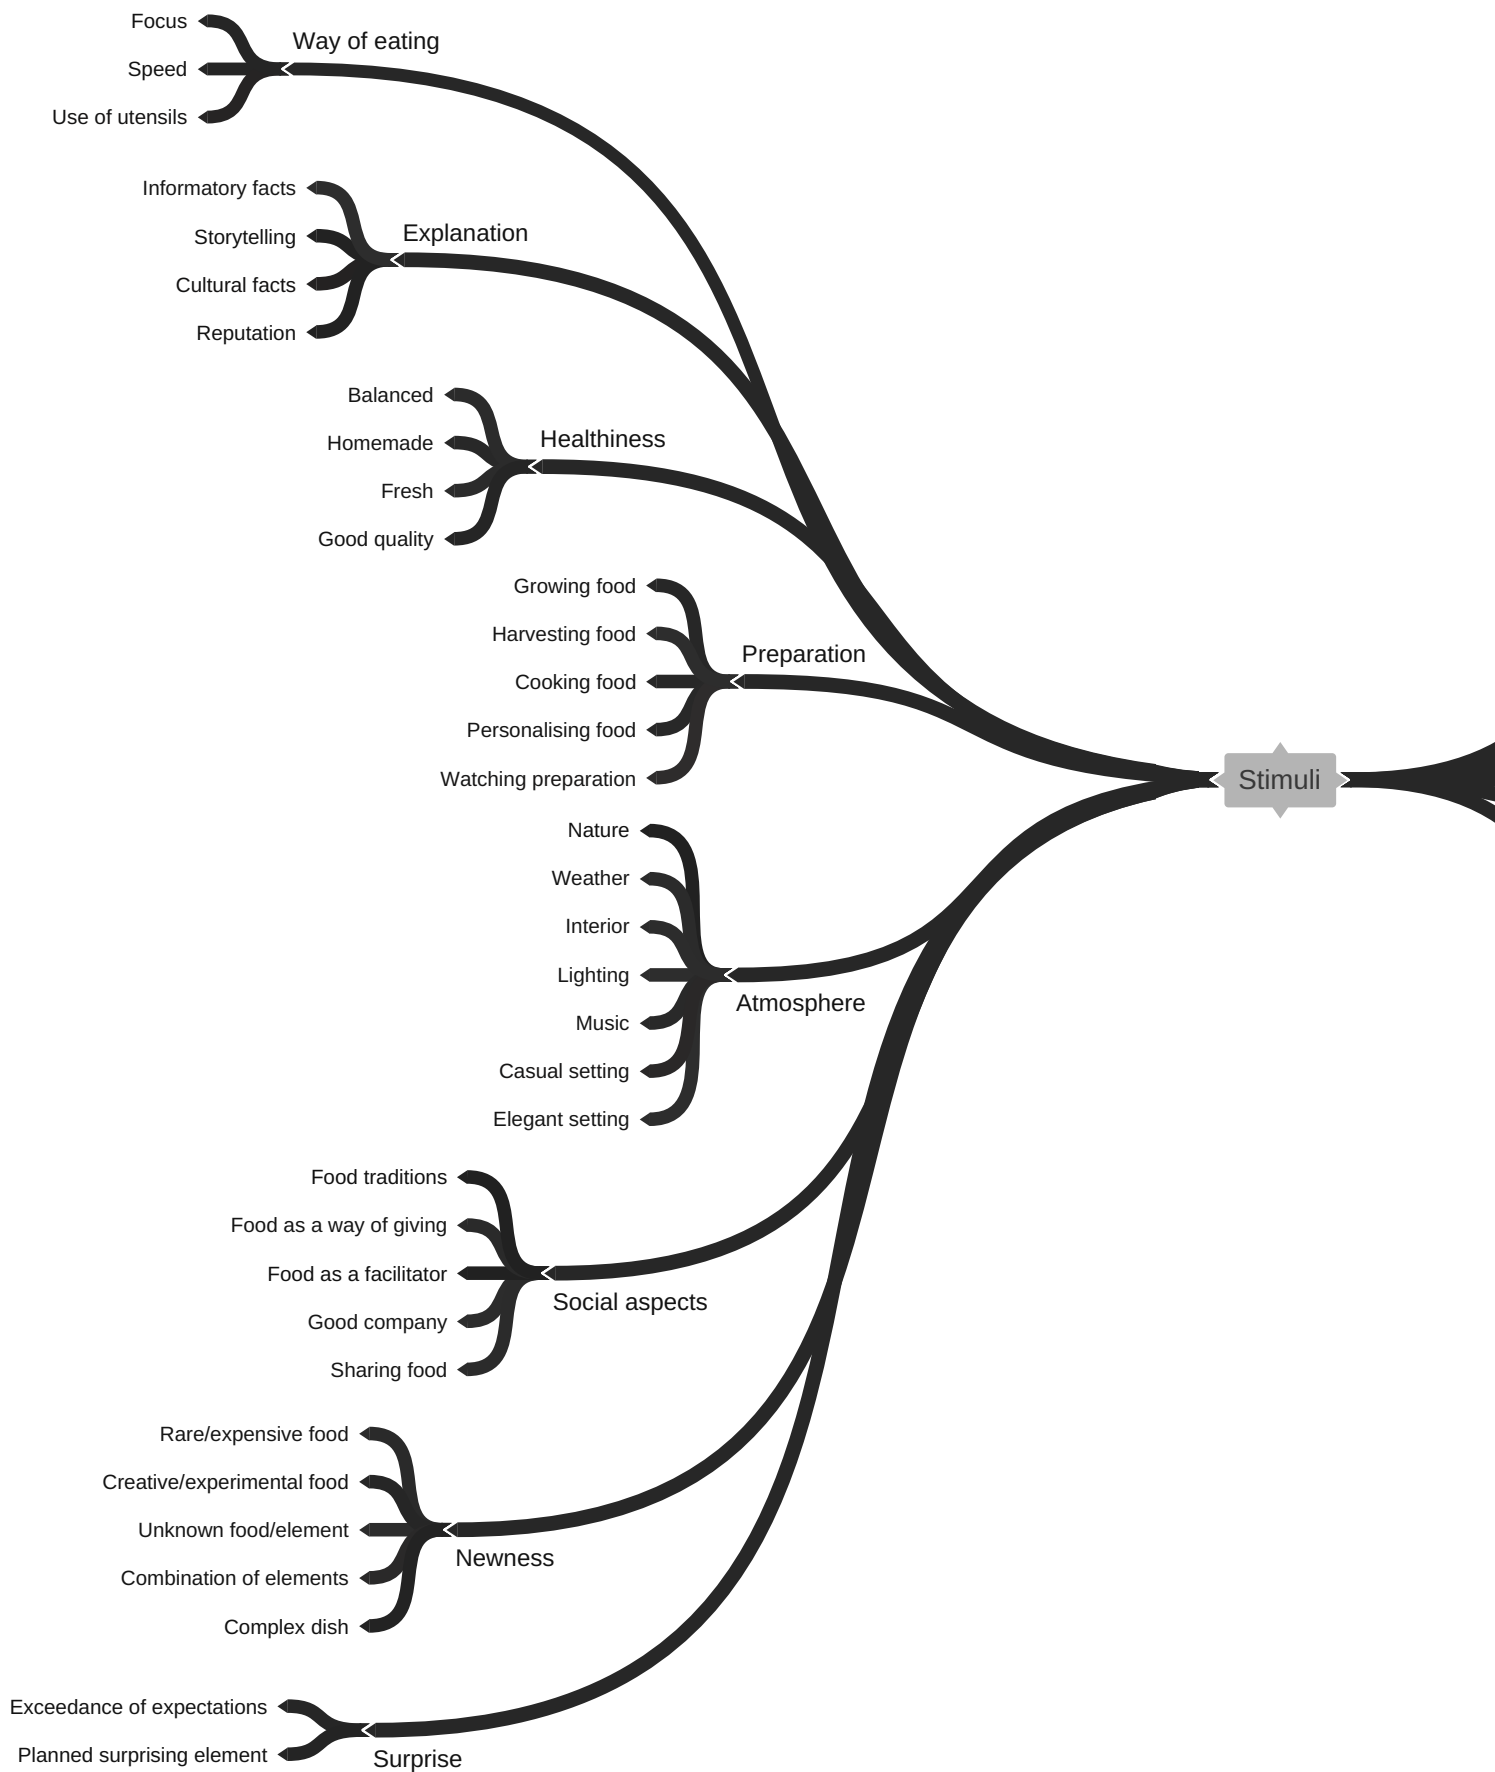 Focus
Way of eating
Speed
Use of utensils
Informatory facts
Storytelling
Explanation
Cultural facts
Reputation
Balanced
Homemade
Healthiness
Fresh
Good quality
Growing food
Harvesting food
Preparation
Cooking food
Personalising food
Watching preparation
Stimuli
Nature
Weather
Interior
Lighting
Atmosphere
Music
Casual setting
Elegant setting
Food traditions
Food as a way of giving
Food as a facilitator
Social aspects
Good company
Sharing food
Rare/expensive food
Creative/experimental food
Unknown food/element
Newness
Combination of elements
Complex dish
Exceedance of expectations
Planned surprising element
Surprise